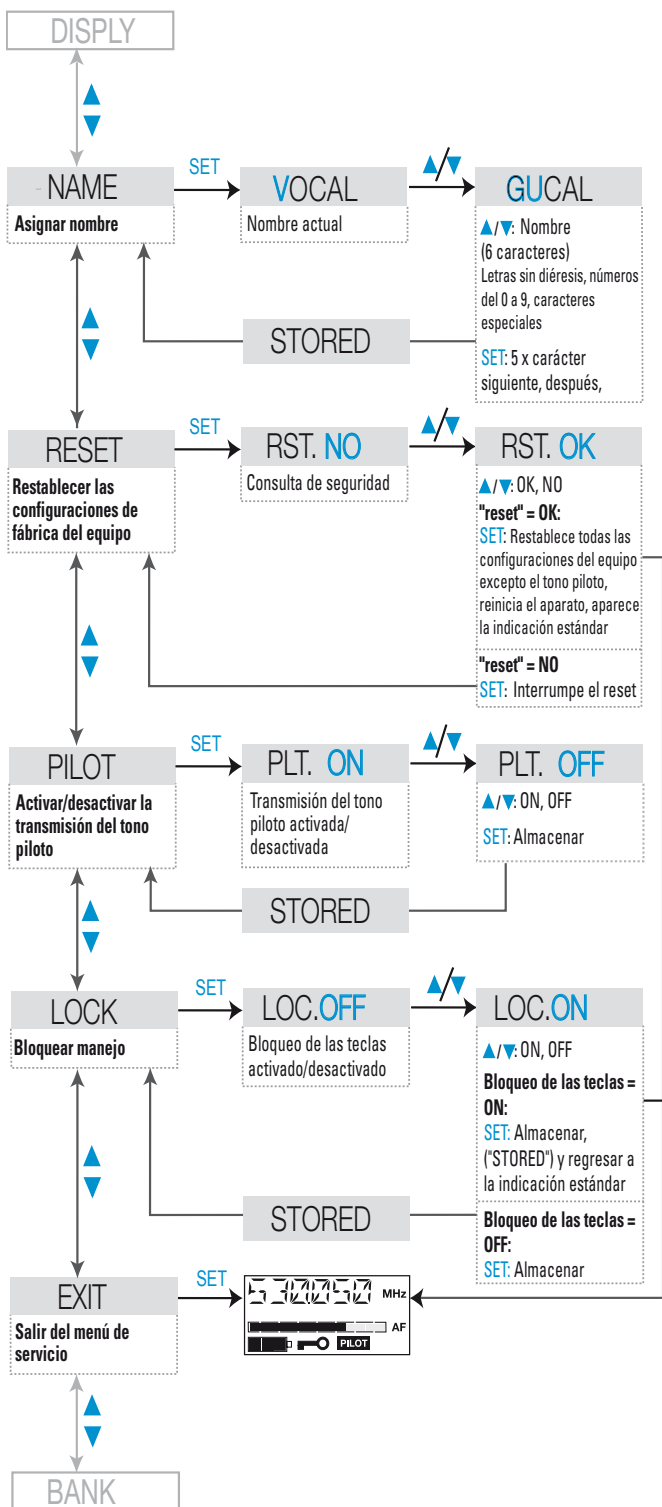 DISPLY
▲
▼
NAME
Asignar nombre
SET
VOCAL
Nombre actual
▲/▼
GUCAL
▲/▼: Nombre
(6 caracteres)
Letras sin diéresis, números
del 0 a 9, caracteres
especiales
SET: 5 x carácter
siguiente, después,
STORED
▲
▼
RESET
Restablecer las
configuraciones de
fábrica del equipo
SET
RST. NO
Consulta de seguridad
▲/▼
RST. OK
▲/▼: OK, NO
"reset" = OK:
SET: Restablece todas las
configuraciones del equipo
excepto el tono piloto,
reinicia el aparato, aparece
la indicación estándar
"reset" = NO
SET: Interrumpe el reset
▲
▼
PILOT
Activar/desactivar la
transmisión del tono
piloto
SET
PLT. ON
Transmisión del tono
piloto activada/
desactivada
▲/▼
PLT. OFF
▲/▼: ON, OFF
SET: Almacenar
STORED
▲
▼
LOCK
Bloquear manejo
SET
LOC.OFF
Bloqueo de las teclas
activado/desactivado
▲/▼
LOC.ON
▲/▼: ON, OFF
Bloqueo de las teclas =
ON:
SET: Almacenar,
("STORED") y regresar a
la indicación estándar
Bloqueo de las teclas =
OFF:
SET: Almacenar
STORED
▲
▼
EXIT
Salir del menú de
servicio
SET
530050 MHz
AF
PILOT
▲
▼
BANK